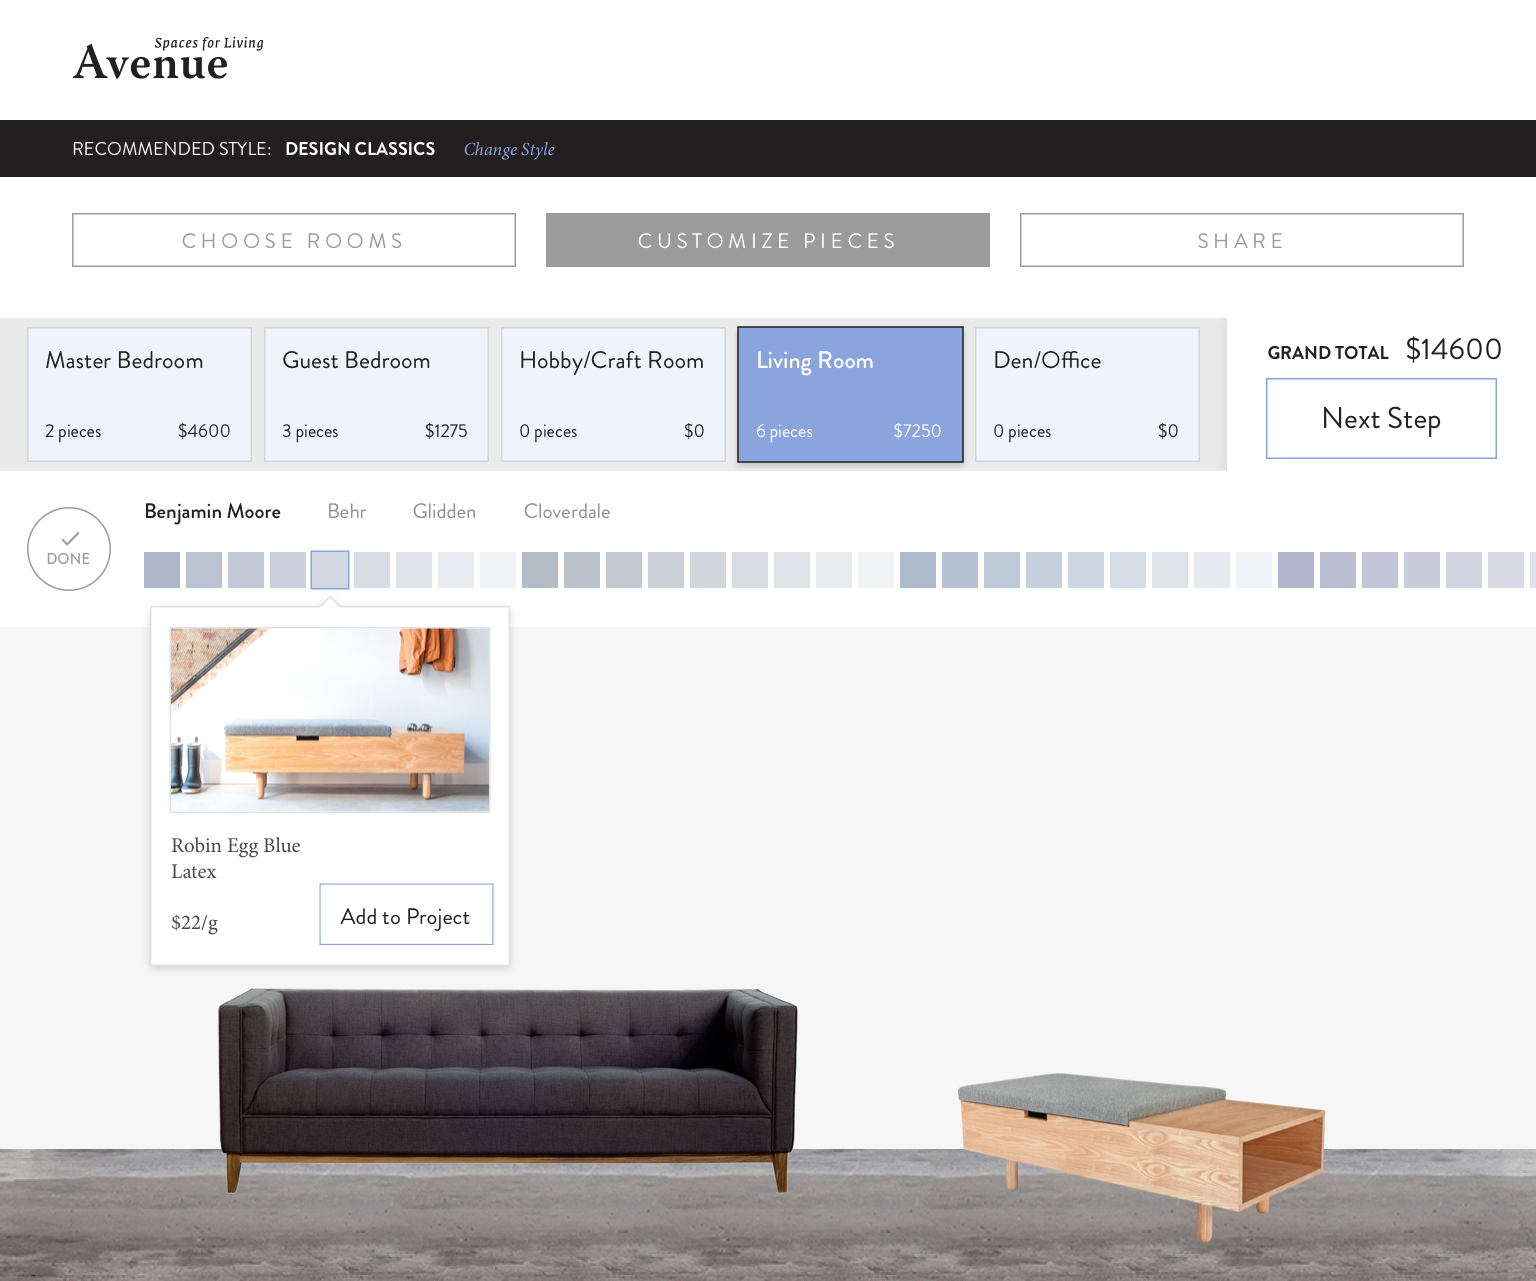 Spaces for Living
Avenue
RECOMMENDED STYLE: DESIGN CLASSICS Change Style
CHOOSE ROOMS
CUSTOMIZE PIECES
SHARE
Master Bedroom
2 pieces $4600
Guest Bedroom
3 pieces $1275
Hobby/Craft Room
0 pieces $0
Living Room
6 pieces $7250
Den/Office
0 pieces $0
GRAND TOTAL $14600
Next Step
DONE
Benjamin Moore Behr Glidden Cloverdale
Robin Egg Blue
Latex
$22/g
Add to Project